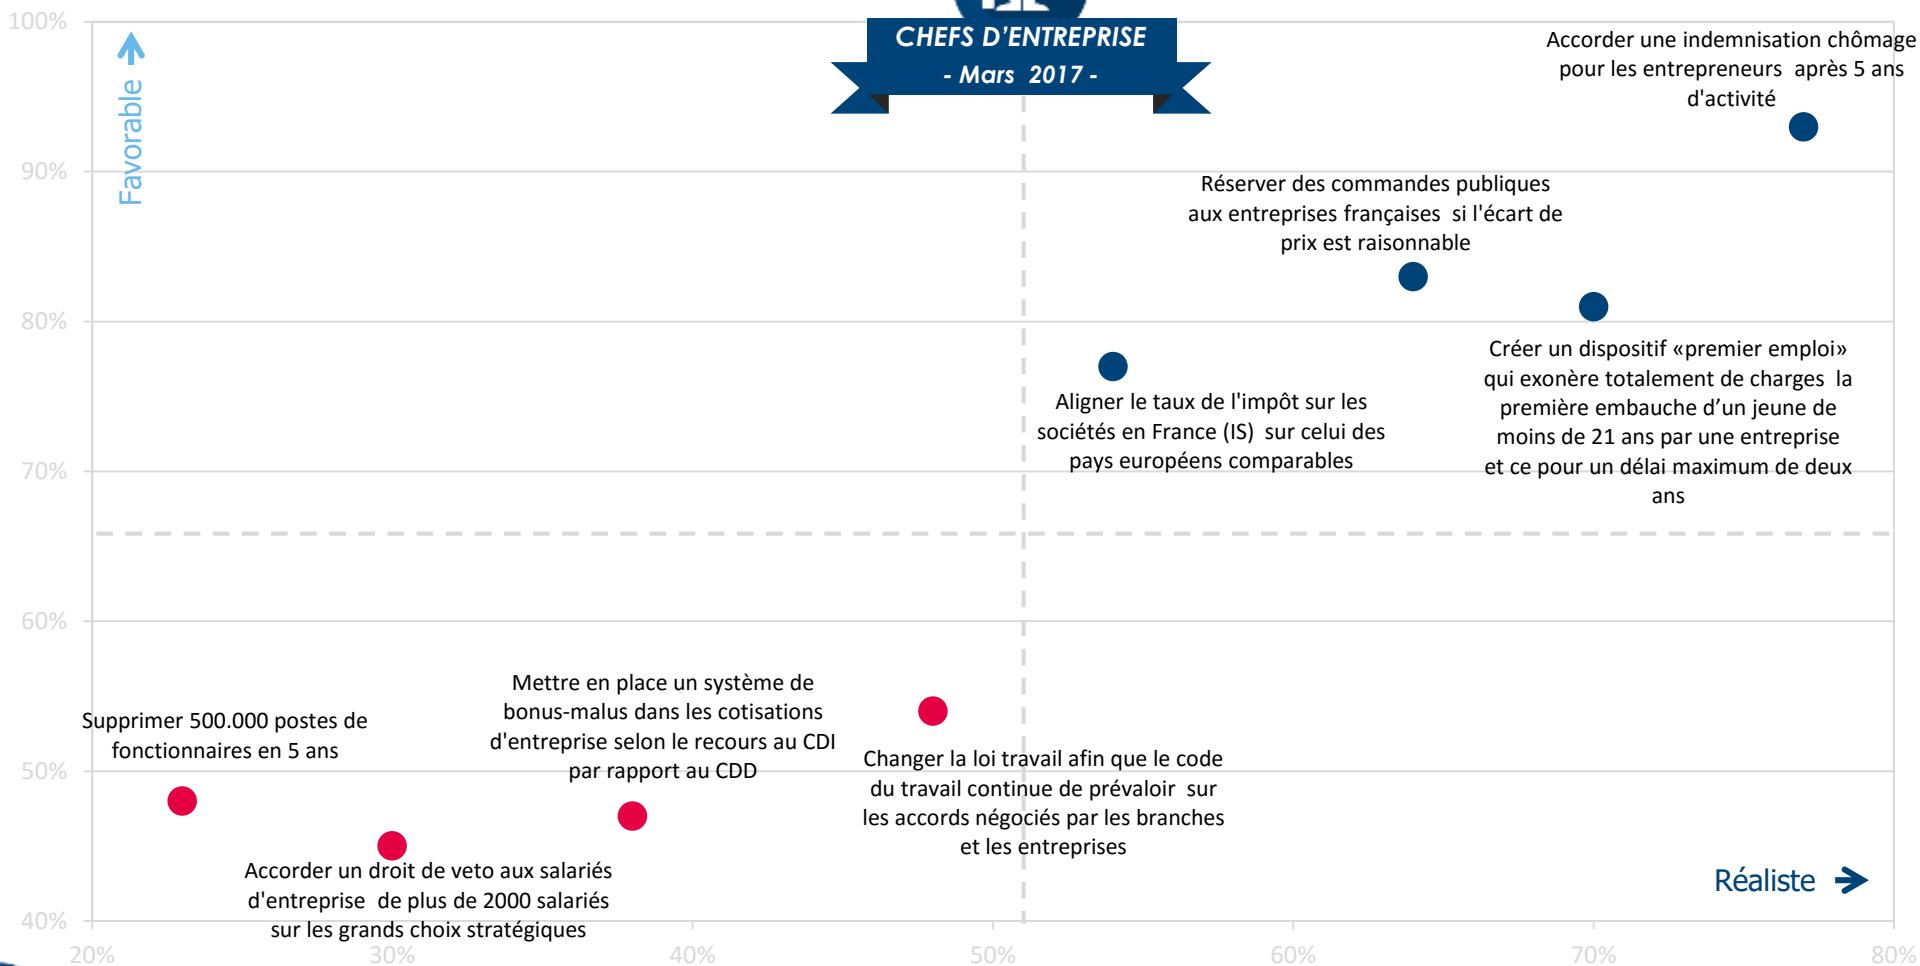 CHEFS D'ENTREPRISE
- Mars 2017 -
100%
90%
80%
70%
60%
50%
40%
Favorable
Accorder une indemnisation chômage
pour les entrepreneurs après 5 ans
d'activité
Réserver des commandes publiques
aux entreprises françaises si l'écart de
prix est raisonnable
Créer un dispositif «premier emploi»
qui exonère totalement de charges la
première embauche d’un jeune de
moins de 21 ans par une entreprise
et ce pour un délai maximum de deux
ans
Aligner le taux de l'impôt sur les
sociétés en France (IS) sur celui des
pays européens comparables
Supprimer 500.000 postes de
fonctionnaires en 5 ans
Mettre en place un système de
bonus-malus dans les cotisations
d'entreprise selon le recours au CDI
par rapport au CDD
Changer la loi travail afin que le code
du travail continue de prévaloir sur
les accords négociés par les branches
et les entreprises
Accorder un droit de veto aux salariés
d'entreprise de plus de 2000 salariés
sur les grands choix stratégiques
Réaliste
20%
30%
40%
50%
60%
70%
80%